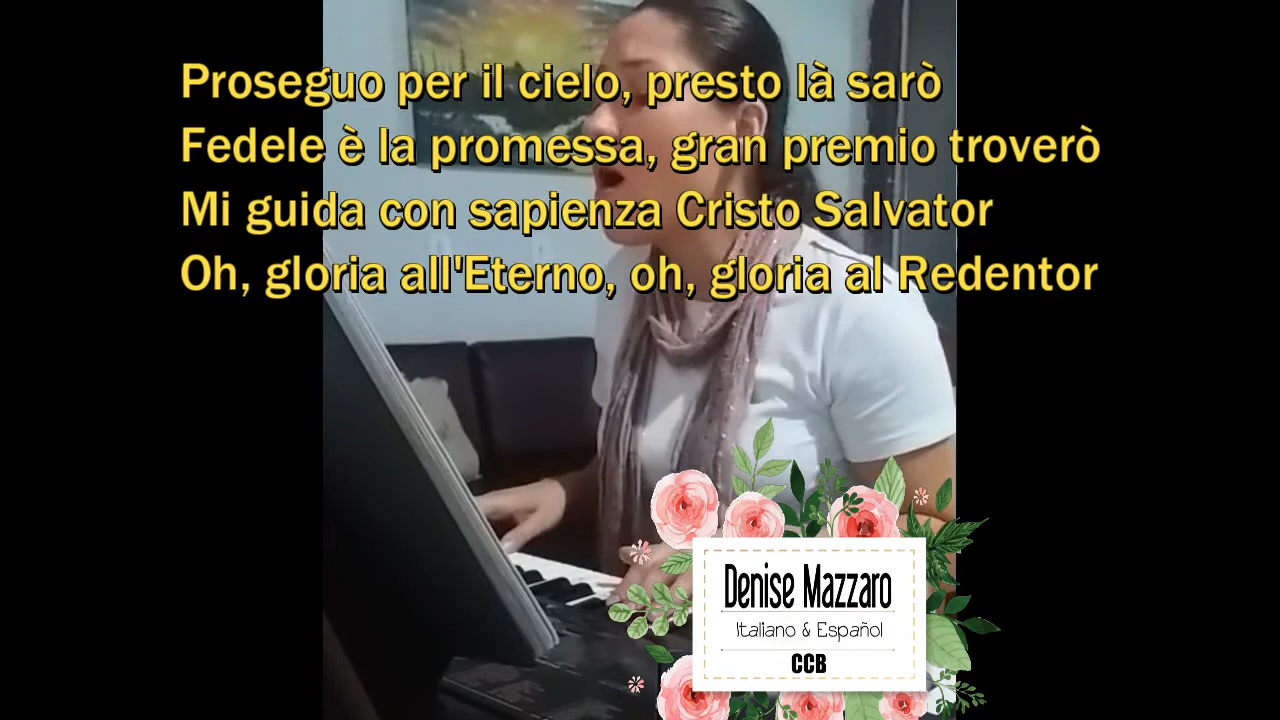 Proseguo per il cielo, presto là sarò
Fedele è la promessa, gran premio troverò
Mi guida con sapienza Cristo Salvator
Oh, gloria all'Eterno, oh, gloria al Redentor
Denise Mazzaro
Italiano & Español
CCB